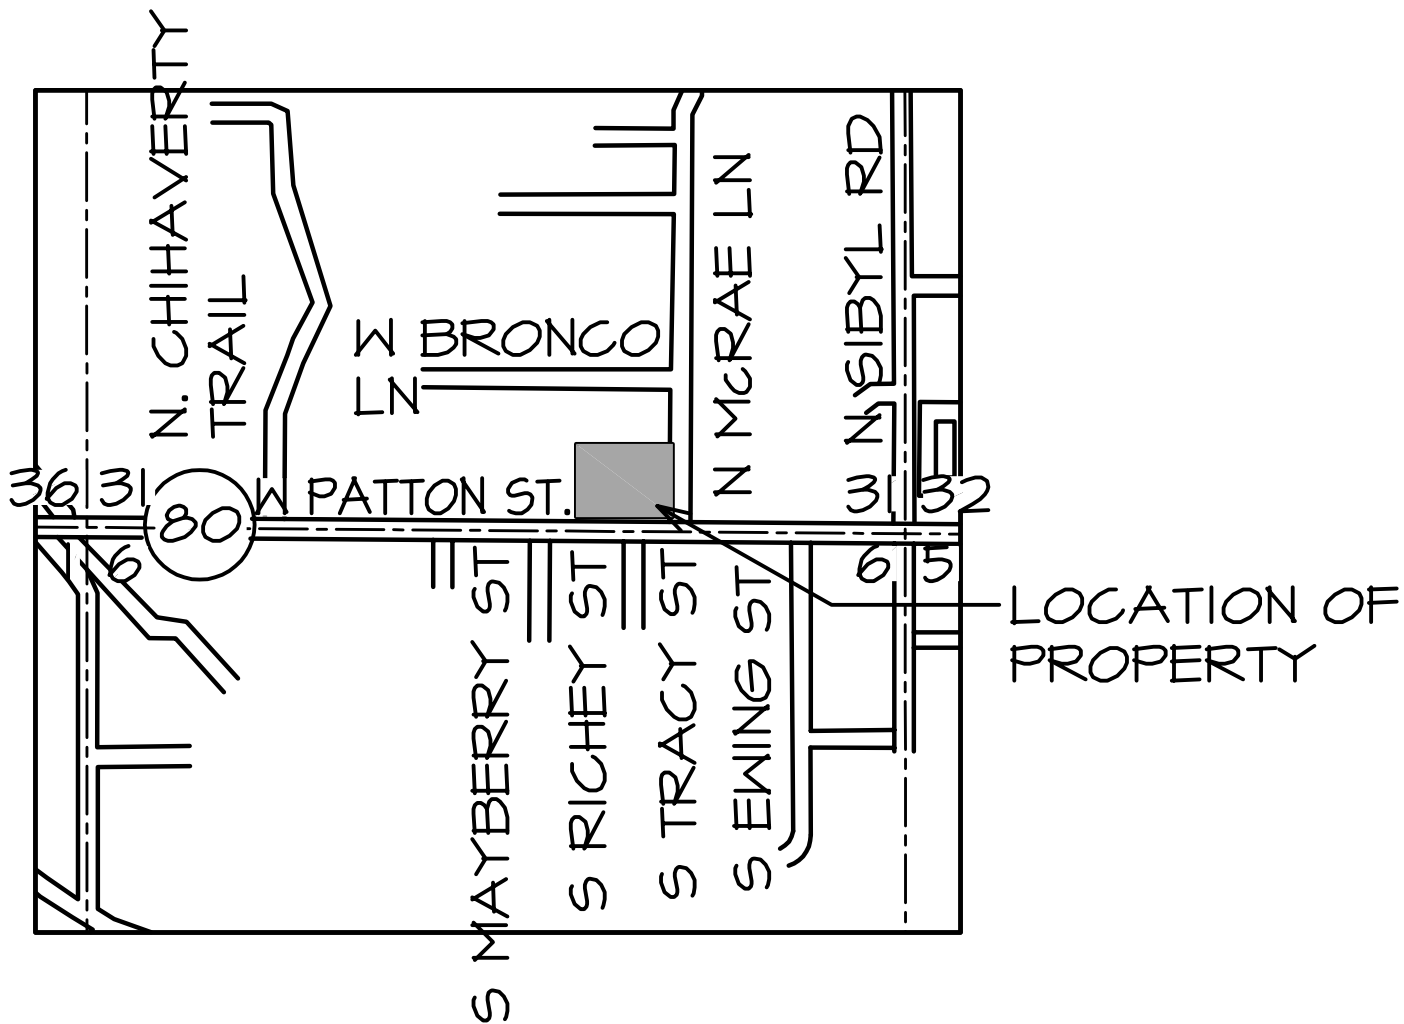 N. CHIHAVERTY
TRAIL
W BRONCO
LN
N MCRAE LN
N SIBYL RD
36 31
80
W PATTON ST.
31 32
6
6 5
S MAYBERRY ST
S RICHEY ST
S TRACY ST
S EWING ST
LOCATION OF
PROPERTY